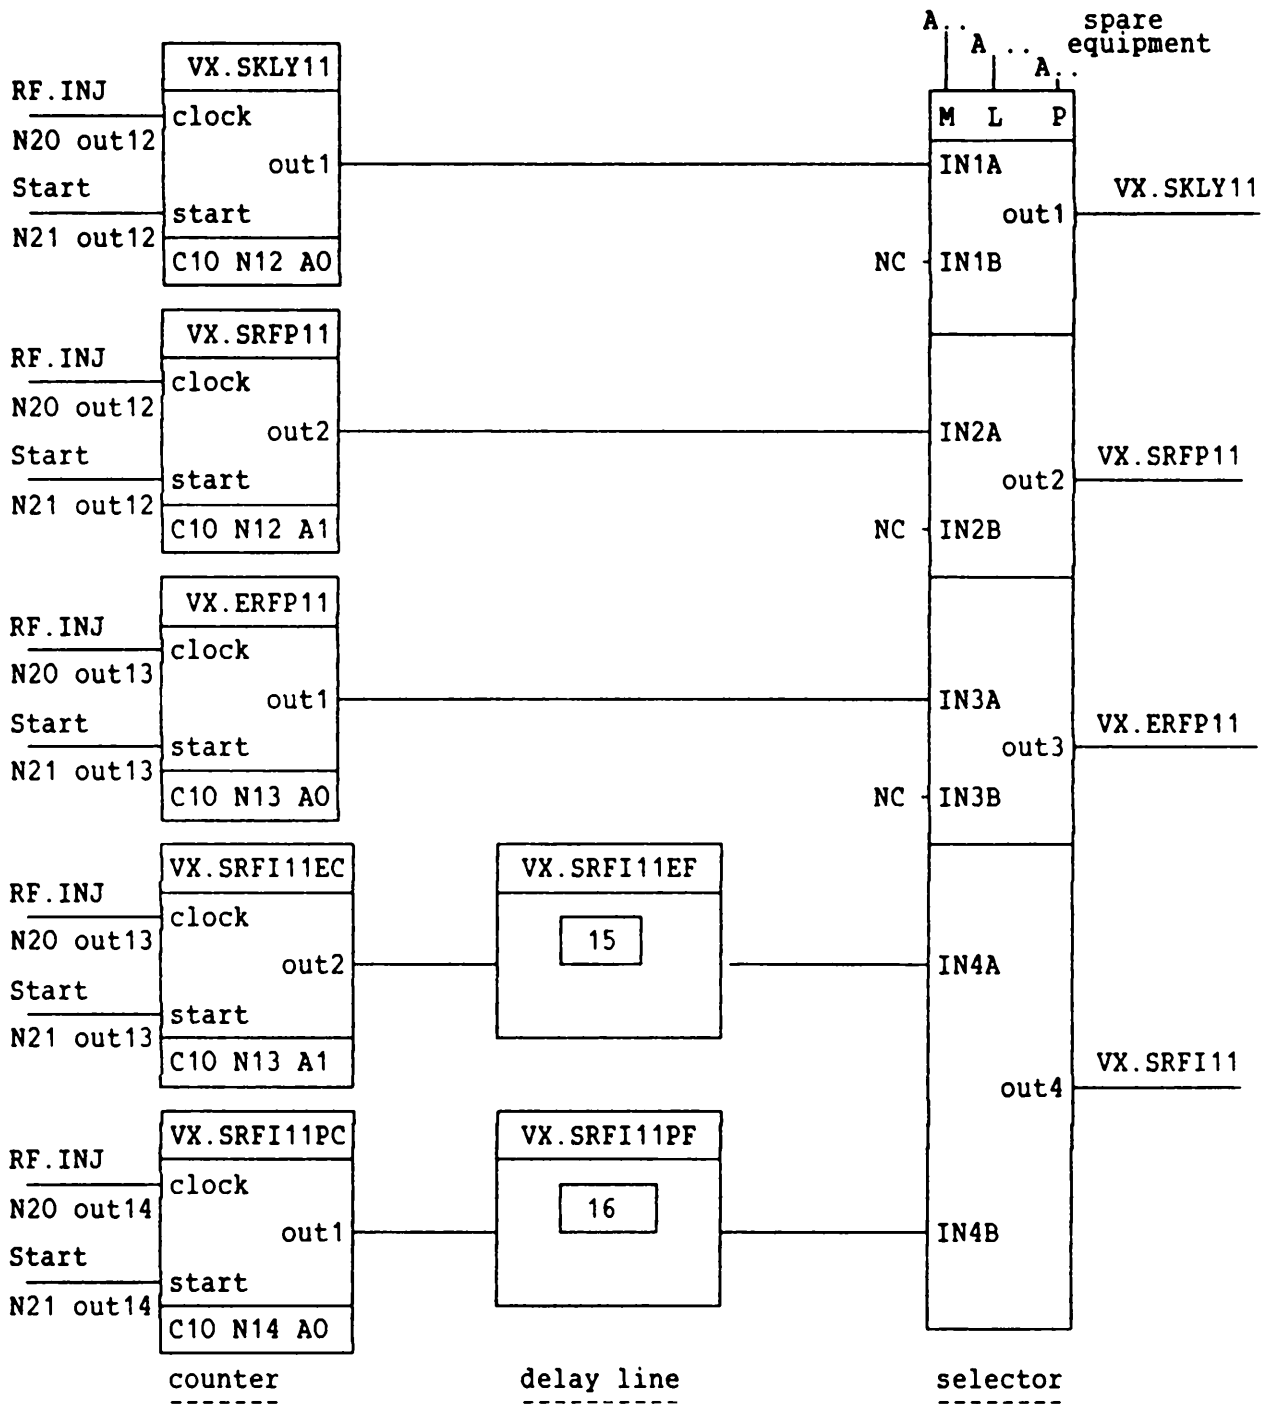 A..
spare
A ..
equipment
A..
VX.SKLY11
RF.INJ
clock
N20 out12
out1
Start
start
N21 out12
C10 N12 A0
M L P
IN1A
VX.SKLY11
out1
NC
IN1B
VX.SRFP11
RF.INJ
clock
N20 out12
out2
Start
start
N21 out12
C10 N12 A1
IN2A
VX.SRFP11
out2
NC
IN2B
VX.ERFP11
RF.INJ
clock
N20 out13
out1
Start
start
N21 out13
C10 N13 A0
IN3A
VX.ERFP11
out3
NC
IN3B
VX.SRFI11EC
RF.INJ
clock
N20 out13
out2
Start
start
N21 out13
C10 N13 A1
VX.SRFI11EF
15
IN4A
VX.SRFI11
out4
VX.SRFI11PC
RF.INJ
clock
N20 out14
out1
Start
start
N21 out14
C10 N14 A0
VX.SRFI11PF
16
IN4B
counter
delay line
selector